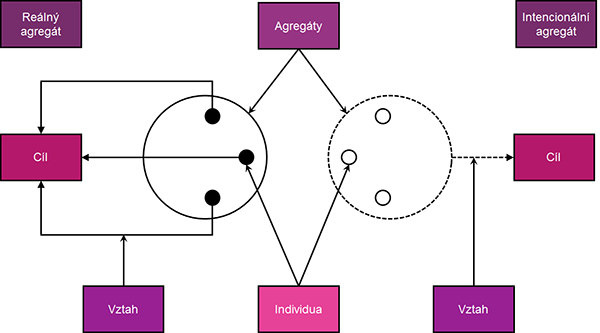 Reálný
agregát
Agregáty
Intencionální
agregát
Cíl
Cíl
Vztah
Individua
Vztah